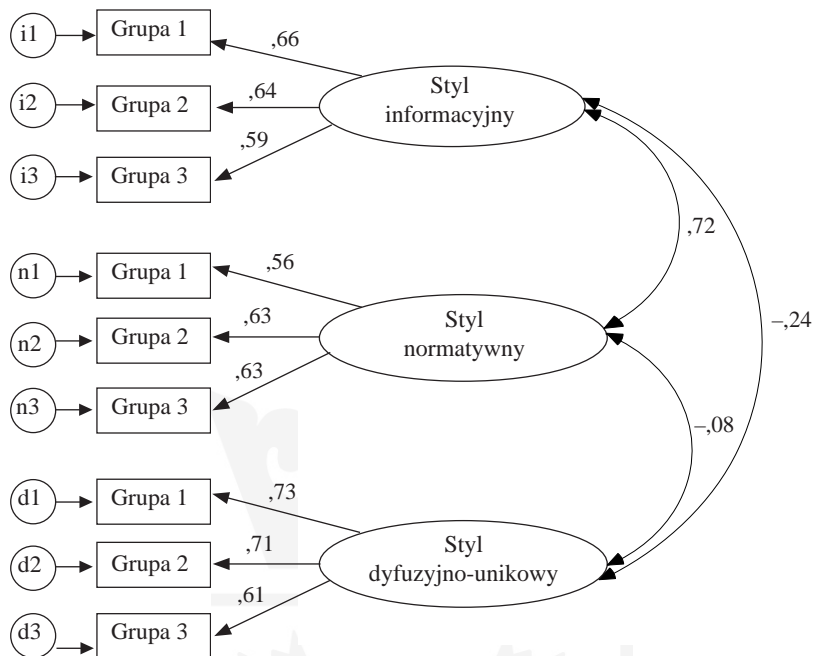 i1
Grupa 1
,66
i2
Grupa 2
,64
Styl
informacyjny
i3
Grupa 3
,59
,72
n1
Grupa 1
,56
n2
Grupa 2
,63
Styl
normatywny
–,24
n3
Grupa 3
,63
–,08
d1
Grupa 1
,73
d2
Grupa 2
,71
Styl
dyfuzyjno-unikowy
d3
Grupa 3
,61